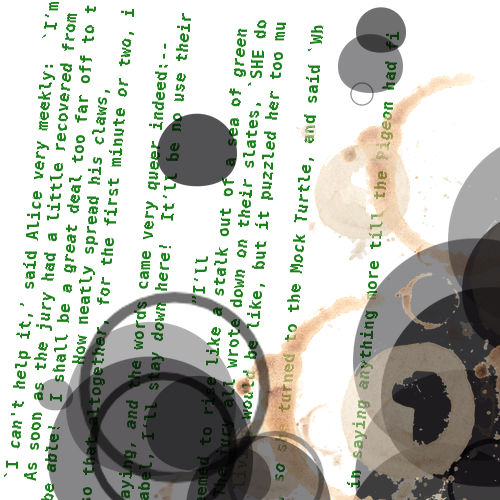 `I can't help it,' said Alice very meekly: `I'm
As soon as the jury had a little recovered from
be able! I shall be a great deal too far off to t
How neatly spread his claws,
so that altogether, for the first minute or two, i
saying, and the words came very queer indeed:--
label, I'll stay down here! It'll be no use their
"I'll
seemed to rise like a stalk out of a sea of green
the jury all wrote down on their slates, `SHE do
would be like, but it puzzled her too mu
so turned to the Mock Turtle, and said `Wh
in saying anything more till the Pigeon had fi